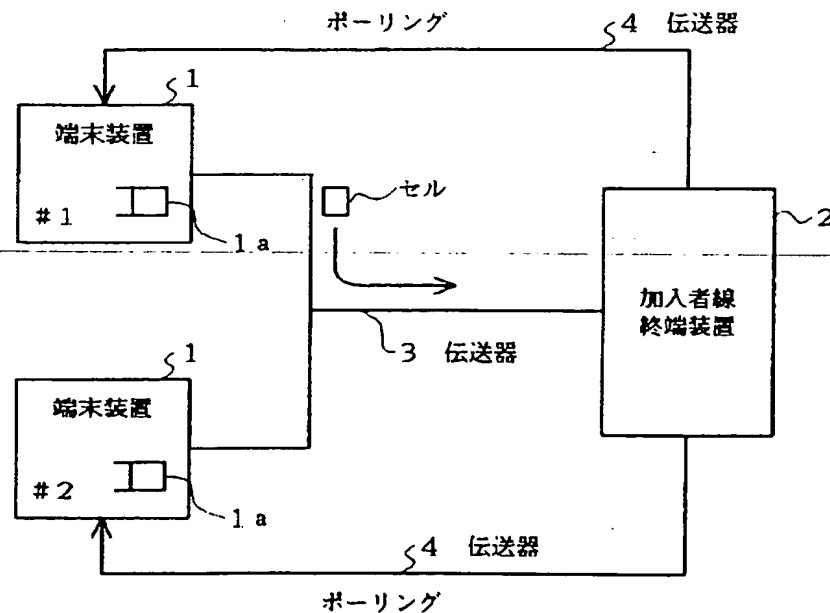 ポーリング
4 伝送器
1
端末装置
#1
1a
セル
2
加入者線
終端装置
3 伝送器
1
端末装置
#2
1a
4 伝送器
ポーリング